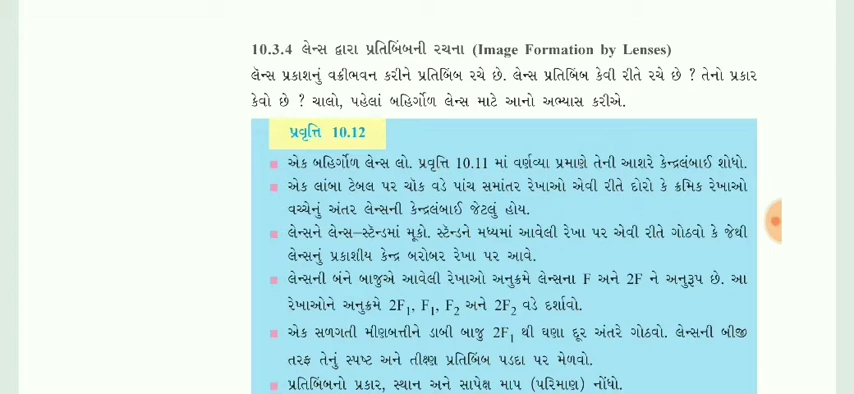 10.3.4 લેન્સ દ્વારા પ્રતિબિંબની રચના (Image Formation by Lenses)
લૅન્સ પ્રકાશનું વક્રીભવન કરીને પ્રતિબિંબ રચે છે. લેન્સ પ્રતિબિંબ કેવી રીતે રચે છે ? તેનો પ્રકાર
કેવો છે ? ચાલો, પહેલાં બહિર્ગોળ લેન્સ માટે આનો અભ્યાસ કરીએ.
પ્રવૃત્તિ 10.12
■ એક બહિર્ગોળ લેન્સ લો. પ્રવૃત્તિ 10.11 માં વર્ણવ્યા પ્રમાણે તેની આશરે કેન્દ્રલંબાઈ શોધો.
■ એક લાંબા ટેબલ પર ચૉક વડે પાંચ સમાંતર રેખાઓ એવી રીતે દોરો કે ક્રમિક રેખાઓ
વચ્ચેનું અંતર લેન્સની કેન્દ્રલંબાઈ જેટલું હોય.
■ લેન્સને લેન્સ–સ્ટૅન્ડમાં મૂકો. સ્ટૅન્ડને મધ્યમાં આવેલી રેખા પર એવી રીતે ગોઠવો કે જેથી
લેન્સનું પ્રકાશીય કેન્દ્ર બરોબર રેખા પર આવે.
■ લેન્સની બંને બાજુએ આવેલી રેખાઓ અનુક્રમે લેન્સના F અને 2F ને અનુરૂપ છે. આ
રેખાઓને અનુક્રમે 2F₁, F₁, F₂ અને 2F₂ વડે દર્શાવો.
■ એક સળગતી મીણબત્તીને ડાબી બાજુ 2F₁ થી ઘણા દૂર અંતરે ગોઠવો. લેન્સની બીજી
તરફ તેનું સ્પષ્ટ અને તીક્ષ્ણ પ્રતિબિંબ પડદા પર મેળવો.
■ પ્રતિબિંબનો પ્રકાર, સ્થાન અને સાપેક્ષ માપ (પરિમાણ) નોંધો.